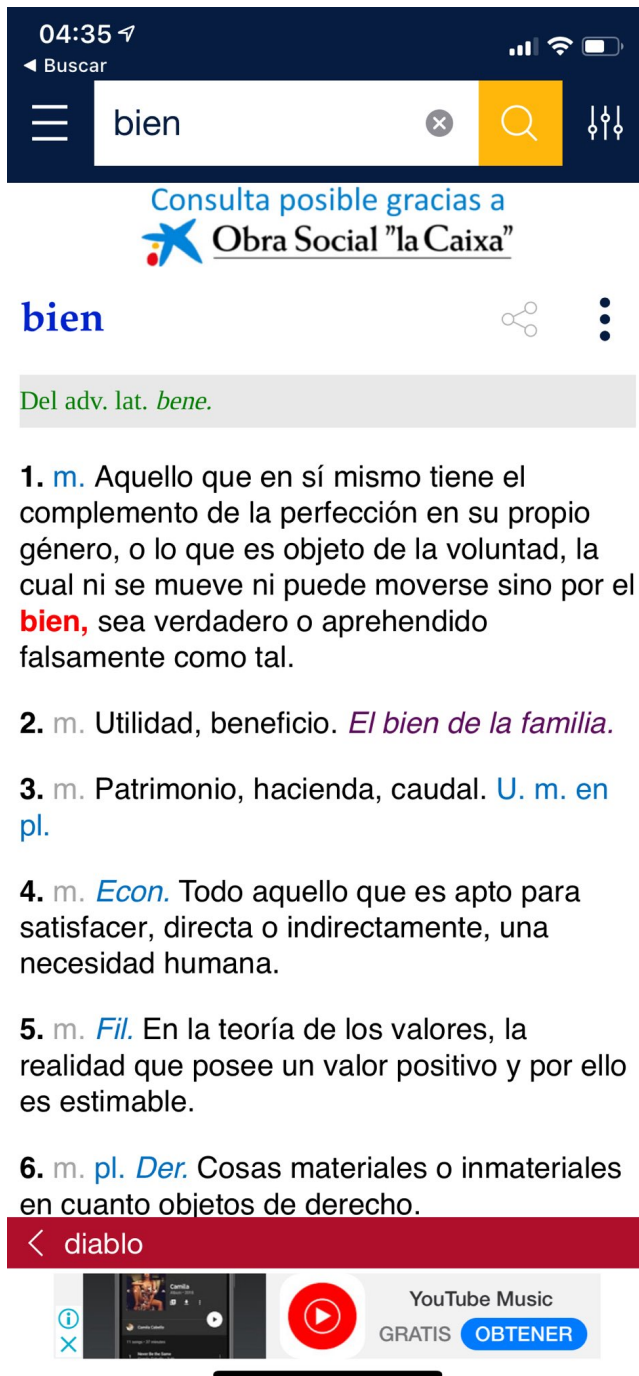 04:35
◀ Buscar
bien
Consulta posible gracias a
Obra Social "la Caixa"
bien
Del adv. lat. bene.
1. m. Aquello que en sí mismo tiene el
complemento de la perfección en su propio
género, o lo que es objeto de la voluntad, la
cual ni se mueve ni puede moverse sino por el
bien, sea verdadero o aprehendido
falsamente como tal.
2. m. Utilidad, beneficio. El bien de la familia.
3. m. Patrimonio, hacienda, caudal. U. m. en
pl.
4. m. Econ. Todo aquello que es apto para
satisfacer, directa o indirectamente, una
necesidad humana.
5. m. Fil. En la teoría de los valores, la
realidad que posee un valor positivo y por ello
es estimable.
6. m. pl. Der. Cosas materiales o inmateriales
en cuanto objetos de derecho.
diablo
Camila
Camila Cabello
Never Be the Same
YouTube Music
GRATIS OBTENER